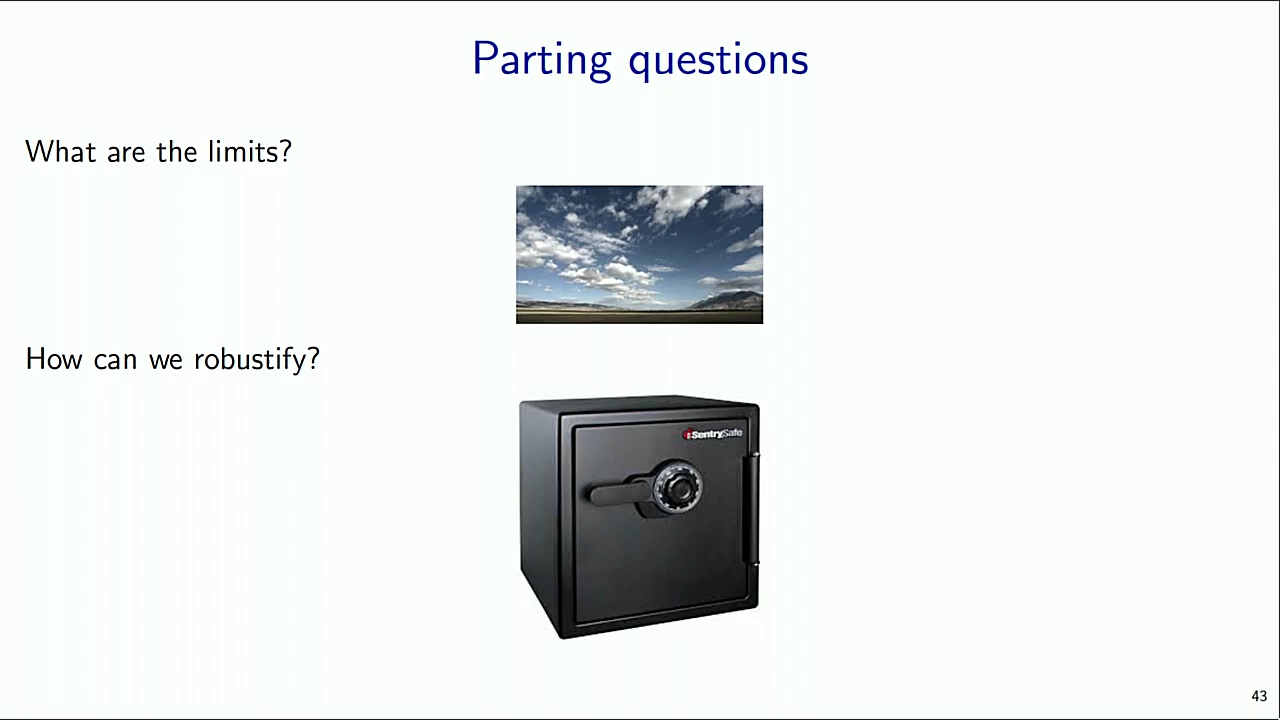 Parting questions
What are the limits?
How can we robustify?
SentrySafe
43